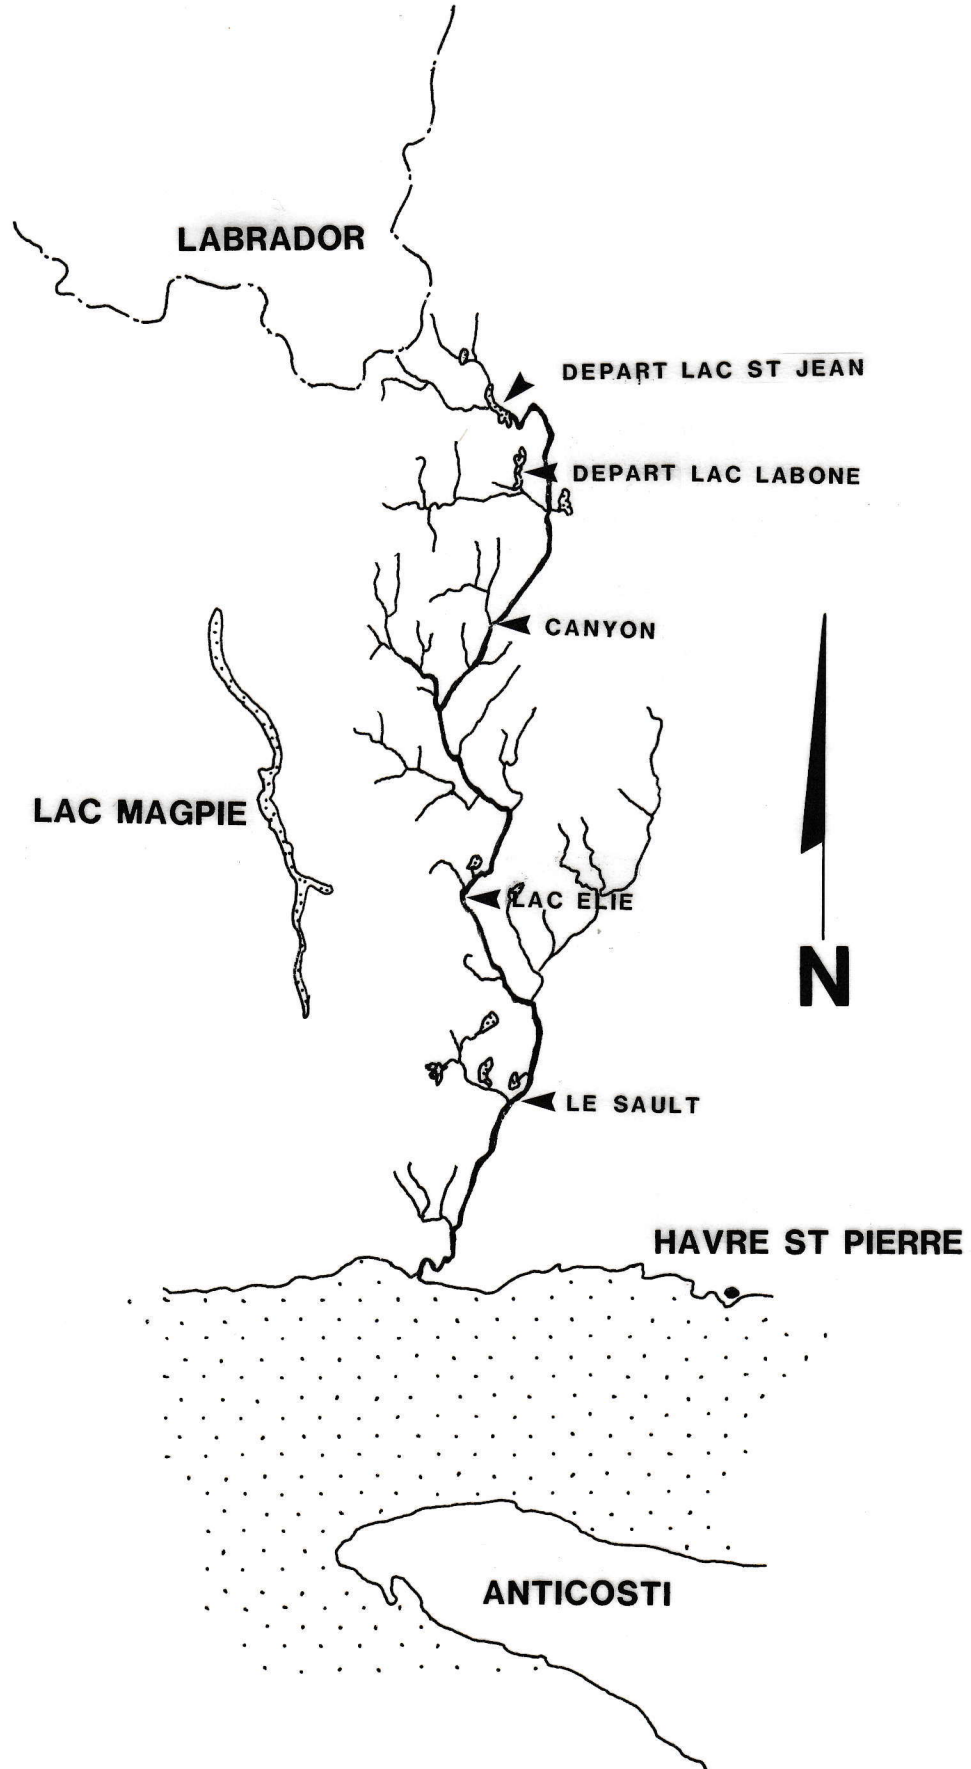 LABRADOR
DEPART LAC ST JEAN
DEPART LAC LABONE
CANYON
LAC MAGPIE
LAC ELIE
N
LE SAULT
HAVRE ST PIERRE
ANTICOSTI